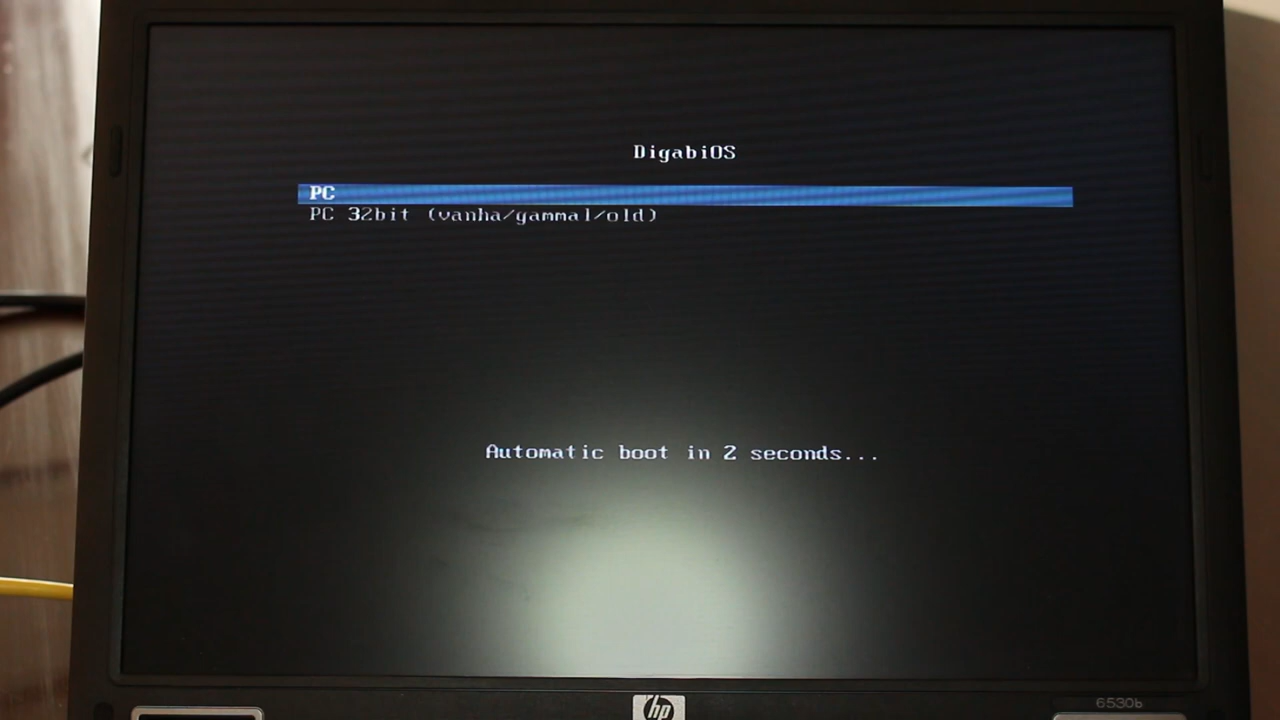 DigabiOS
PC
PC 32bit (vanha/gammal/old)
Automatic boot in 2 seconds...
hp
6530b